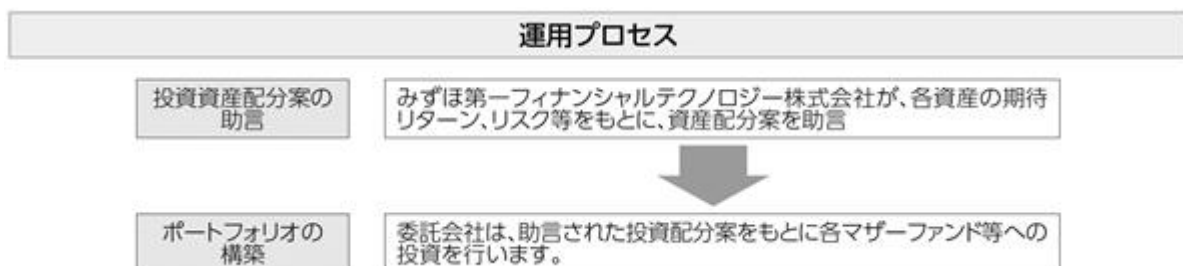 運用プロセス
投資資産配分案の
助言
みずほ第一フィナンシャルテクノロジー株式会社が、各資産の期待
リターン、リスク等をもとに、資産配分案を助言
ポートフォリオの
構築
委託会社は、助言された投資配分案をもとに各マザーファンド等への
投資を行います。